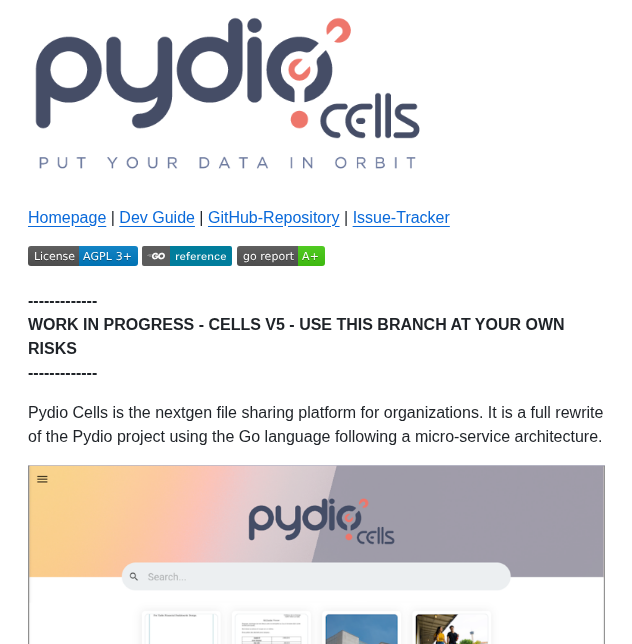 pydio cells
PUT YOUR DATA IN ORBIT
Homepage | Dev Guide | GitHub-Repository | Issue-Tracker
License AGPL 3+ GO reference go report A+
-------------
WORK IN PROGRESS - CELLS V5 - USE THIS BRANCH AT YOUR OWN
RISKS
-------------
Pydio Cells is the nextgen file sharing platform for organizations. It is a full rewrite
of the Pydio project using the Go language following a micro-service architecture.
pydio cells
Search...